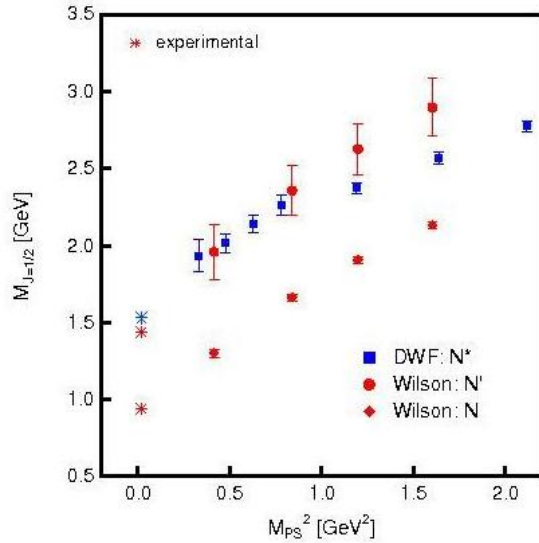 3.5
experimental
3.0
2.5
2.0
1.5
1.0
0.5
M_{J=1/2} [GeV]
DWF: N*
Wilson: N'
Wilson: N
0.0 0.5 1.0 1.5 2.0
M_{PS}^2 [GeV^2]